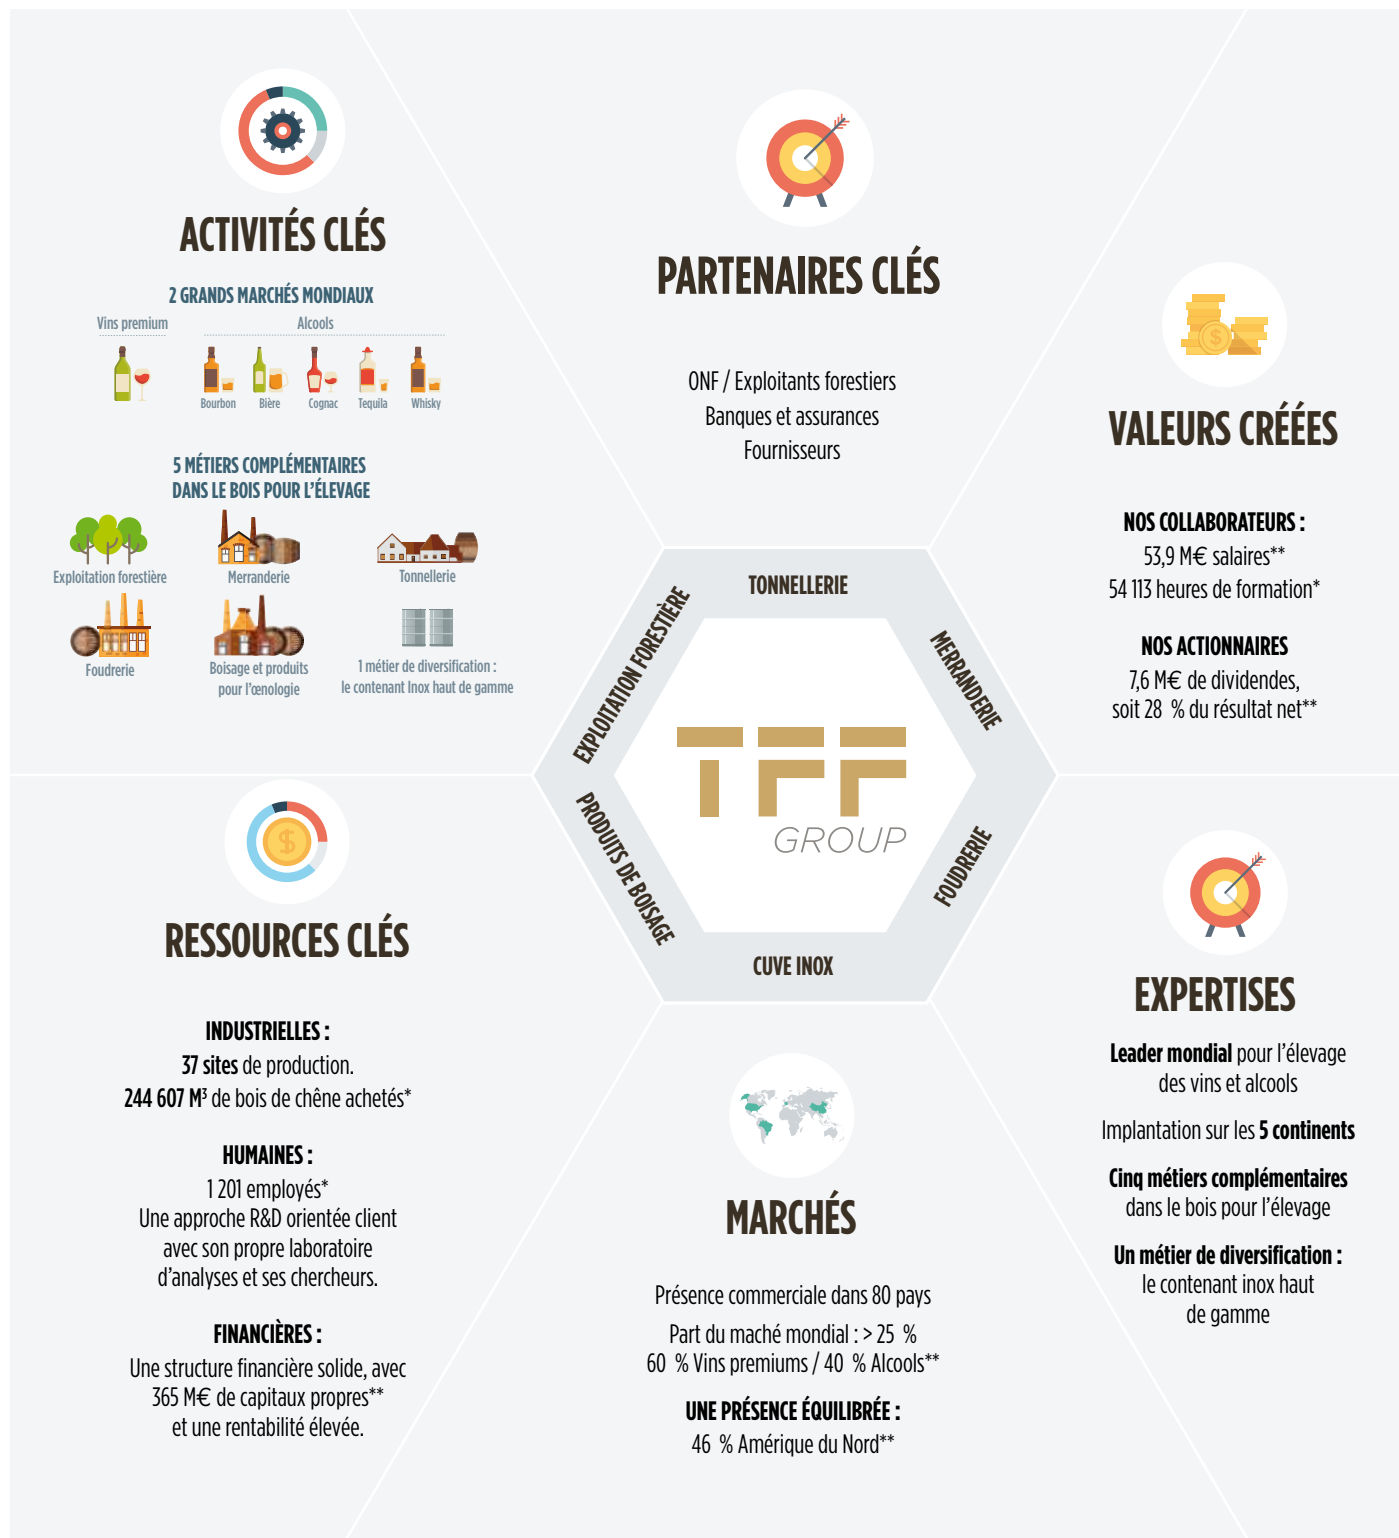 ACTIVITÉS CLÉS
2 GRANDS MARCHÉS MONDIAUX
Vins premium
Alcools
Bourbon
Bière
Cognac
Tequila
Whisky
5 MÉTIERS COMPLÉMENTAIRES
DANS LE BOIS POUR L'ÉLEVAGE
Exploitation forestière
Merranderie
Tonnellerie
Foudrerie
Boisage et produits
pour l'œnologie
1 métier de diversification :
le contenant Inox haut de gamme
PARTENAIRES CLÉS
ONF / Exploitants forestiers
Banques et assurances
Fournisseurs
VALEURS CRÉÉES
NOS COLLABORATEURS :
53,9 M€ salaires**
54 113 heures de formation*
NOS ACTIONNAIRES
7,6 M€ de dividendes,
soit 28 % du résultat net**
TONNELLERIE
MERRANDERIE
FOUDRERIE
CUVE INOX
PRODUITS DE BOISAGE
EXPLOITATION FORESTIÈRE
TFF
GROUP
RESSOURCES CLÉS
INDUSTRIELLES :
37 sites de production.
244 607 M³ de bois de chêne achetés*
HUMAINES :
1 201 employés*
Une approche R&D orientée client
avec son propre laboratoire
d'analyses et ses chercheurs.
FINANCIÈRES :
Une structure financière solide, avec
365 M€ de capitaux propres**
et une rentabilité élevée.
MARCHÉS
Présence commerciale dans 80 pays
Part du maché mondial : > 25 %
60 % Vins premiums / 40 % Alcools**
UNE PRÉSENCE ÉQUILIBRÉE :
46 % Amérique du Nord**
EXPERTISES
Leader mondial pour l'élevage
des vins et alcools
Implantation sur les 5 continents
Cinq métiers complémentaires
dans le bois pour l'élevage
Un métier de diversification :
le contenant inox haut
de gamme